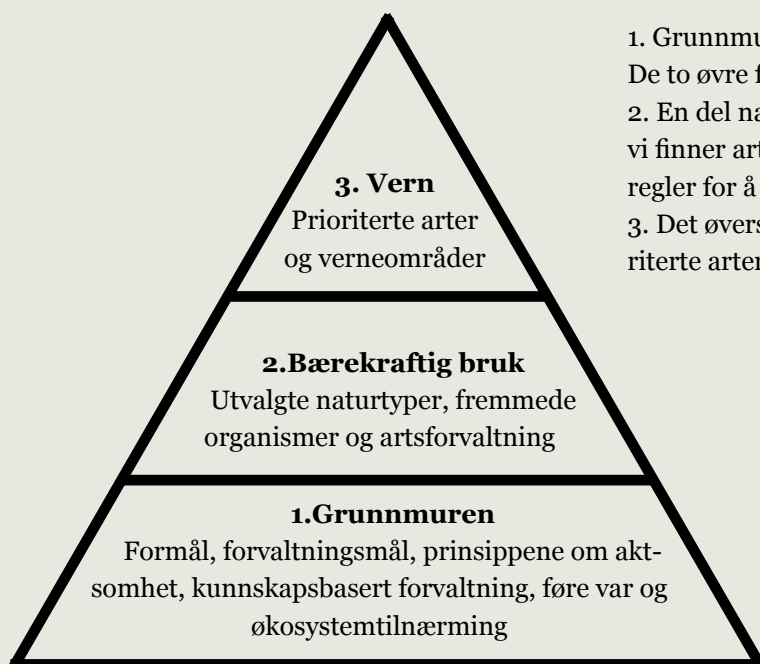 3. Vern
Prioriterte arter
og verneområder
2.Bærekraftig bruk
Utvalgte naturtyper, fremmede
organismer og artsforvaltning
1.Grunnmuren
Formål, forvaltningsmål, prinsippene om akt-
somhet, kunnskapsbasert forvaltning, føre var og
økosystemtilnærming
1. 
De to øvre
2. En del
vi finner
regler for å
3. Det
riterte